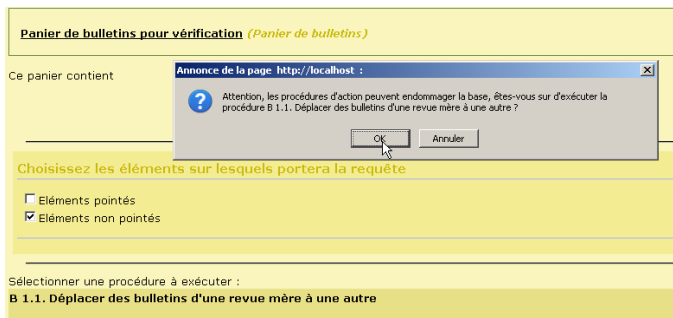 Panier de bulletins pour vérification (Panier de bulletins)
Ce panier contient
Annonce de la page http://localhost :
Attention, les procédures d'action peuvent endommager la base, êtes-vous sur d'exécuter la
procédure B 1.1. Déplacer des bulletins d'une revue mère à une autre ?
OK Annuler
Choisissez les éléments sur lesquels portera la requête
Eléments pointés
Eléments non pointés
Sélectionner une procédure à exécuter :
B 1.1. Déplacer des bulletins d'une revue mère à une autre